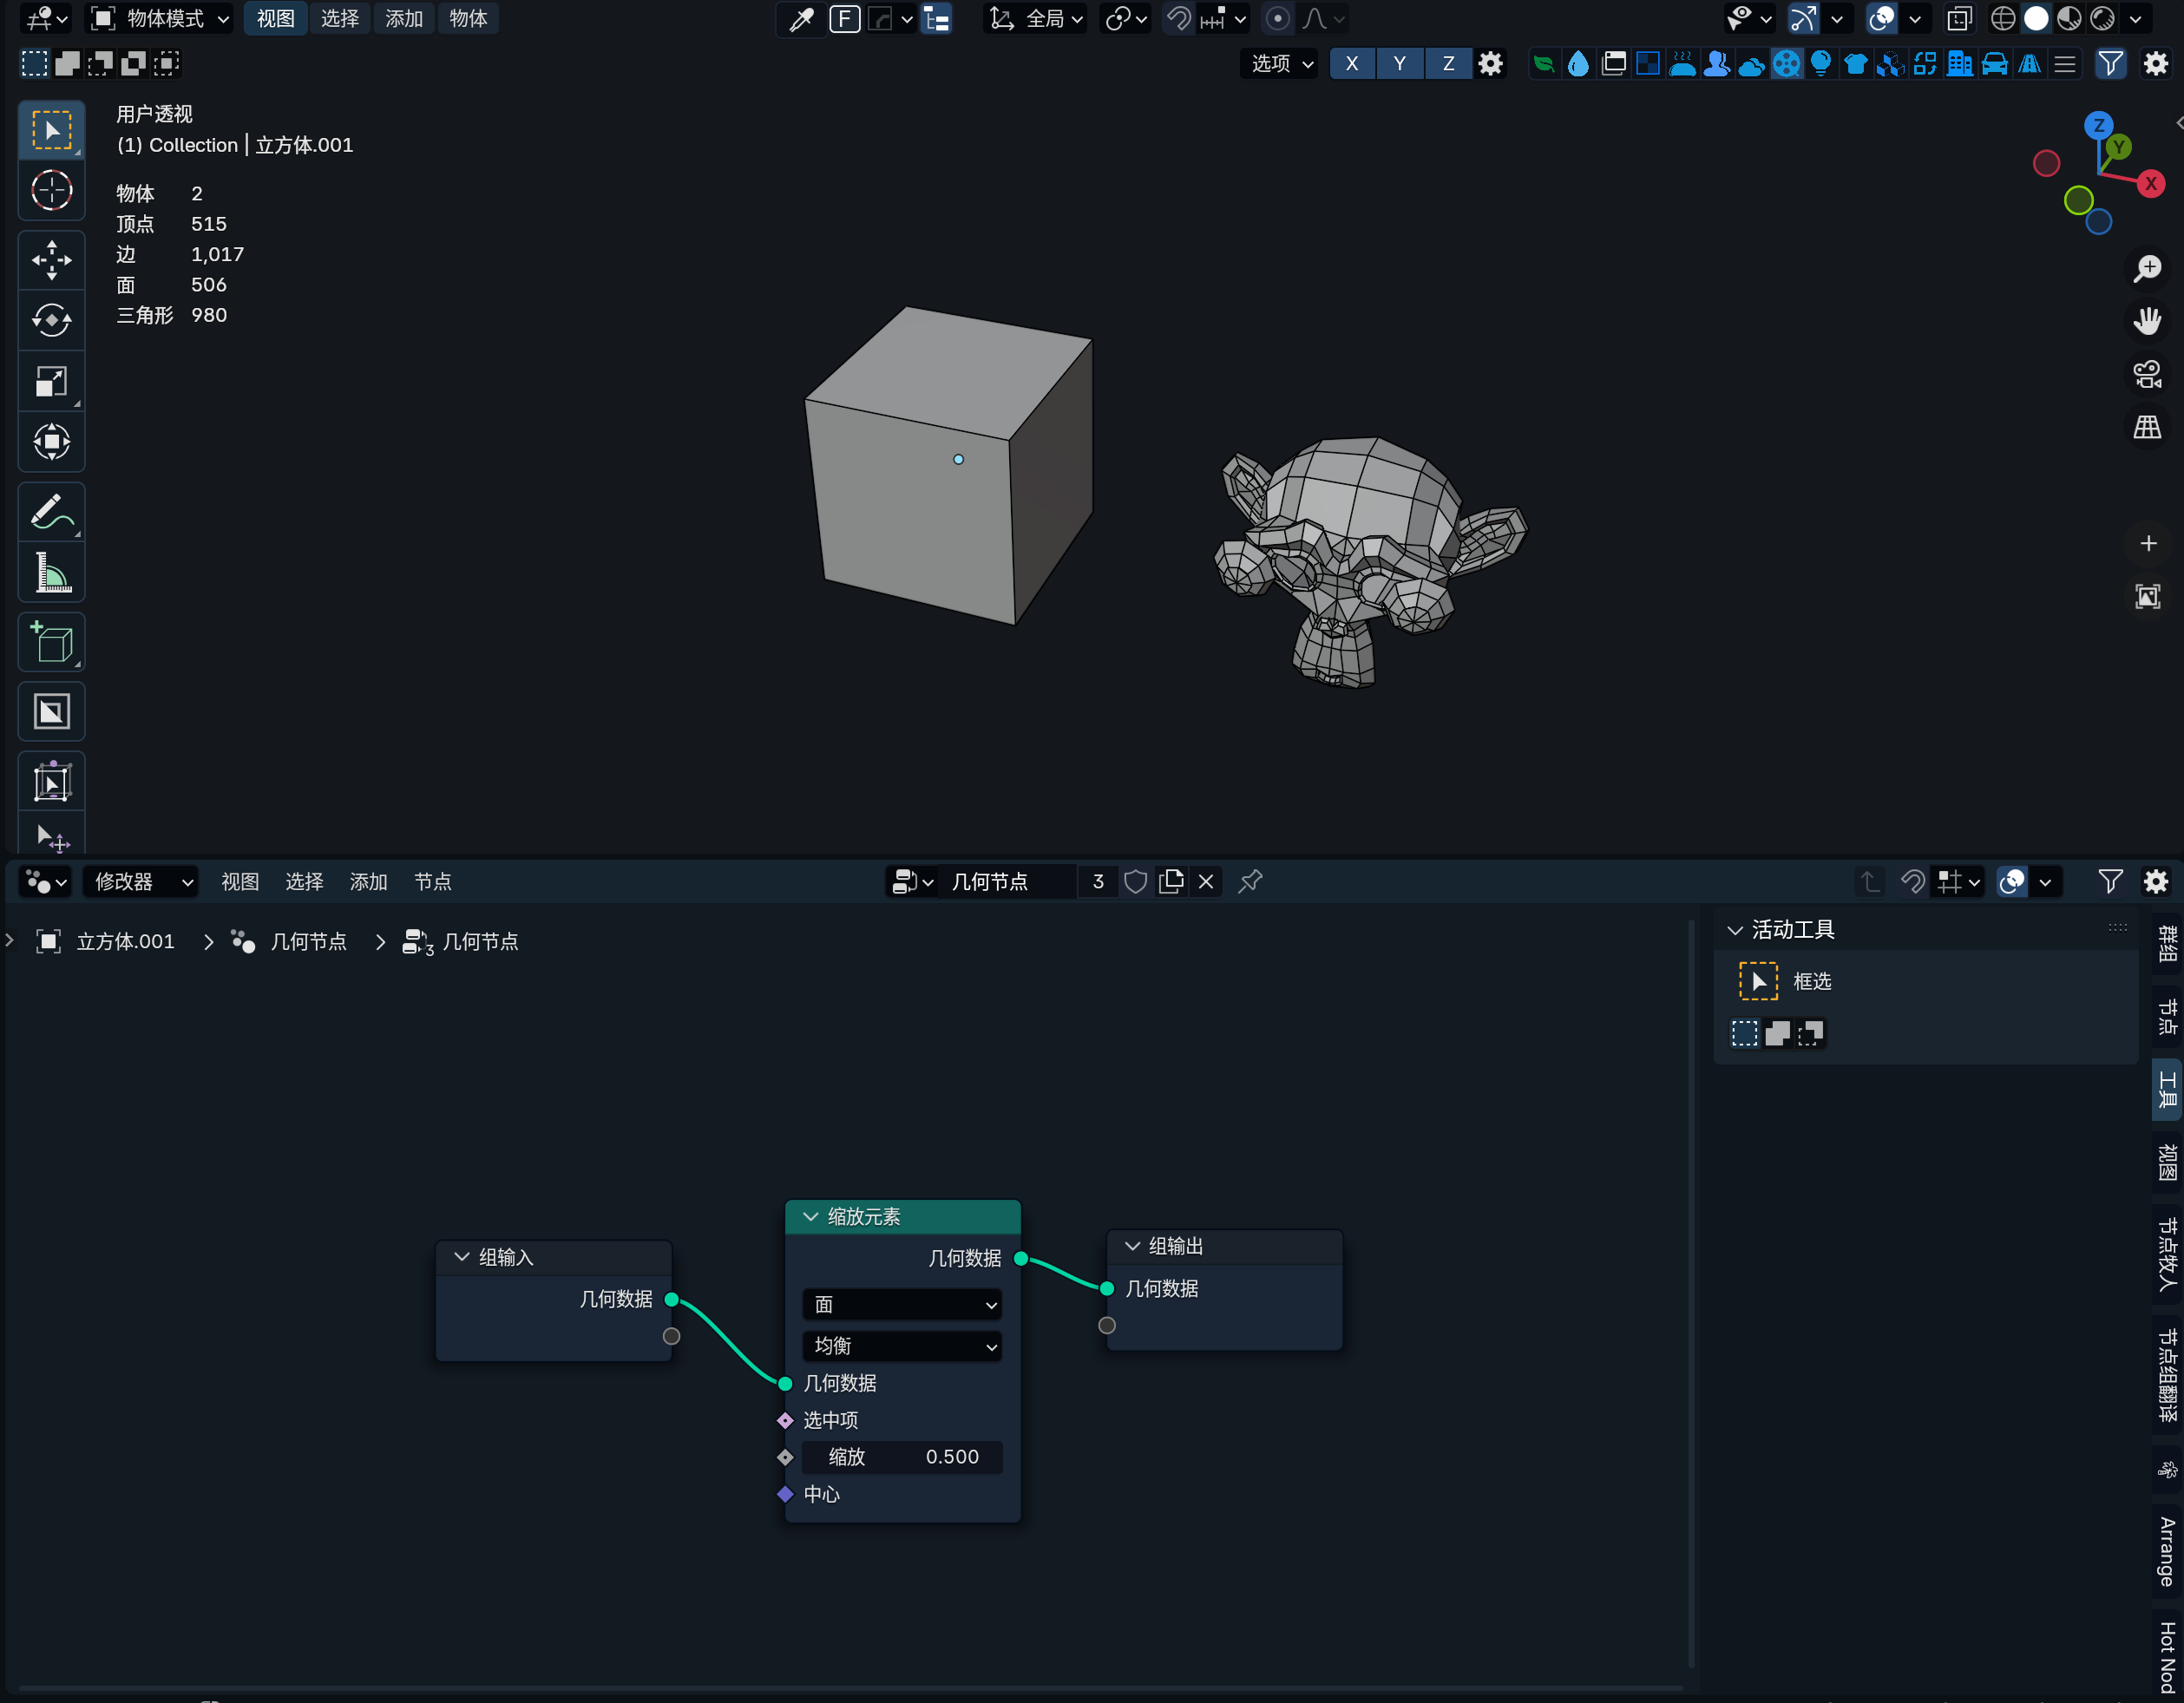 物体模式 视图 选择 添加 物体 F 全局
选项 X Y Z
用户透视
(1) Collection | 立方体.001
物体 2
顶点 515
边 1,017
面 506
三角形 980
Z
Y
X
修改器 视图 选择 添加 节点 几何节点 3
立方体.001 几何节点 3 几何节点
活动工具
框选
群组
节点
工具
视图
节点牧人
节点组翻译
Arrange
Hot Nod
缩放元素
几何数据
面
均衡
几何数据
选中项
缩放 0.500
中心
组输入
几何数据
组输出
几何数据